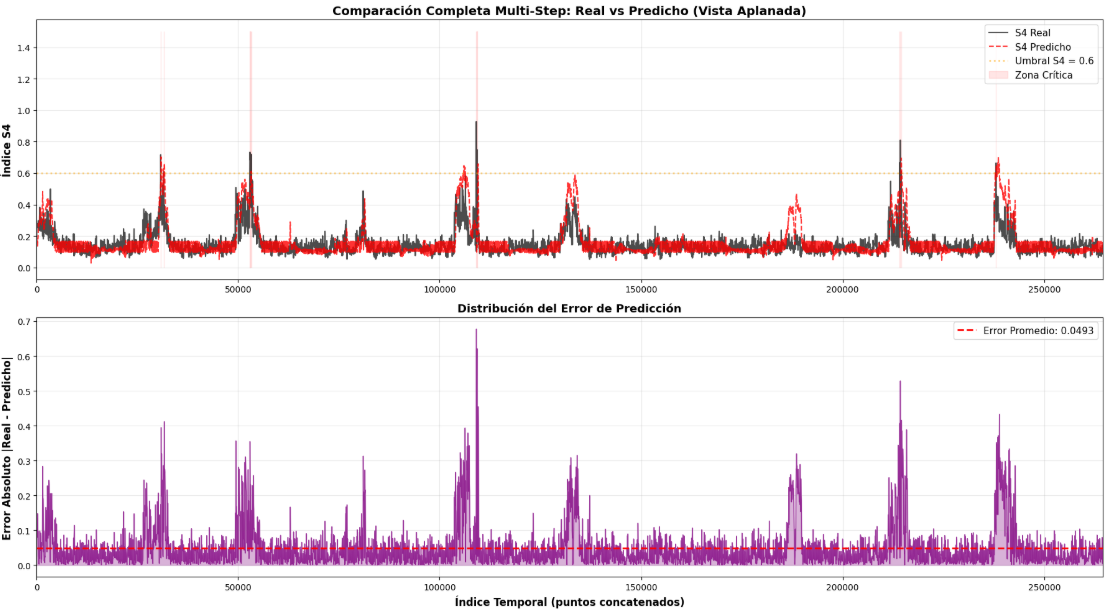 Comparación Completa Multi-Step: Real vs Predicho (Vista Aplanada)
S4 Real
S4 Predicho
Umbral S4 = 0.6
Zona Crítica
Índice S4
1.4
1.2
1.0
0.8
0.6
0.4
0.2
0.0
0 50000 100000 150000 200000 250000
Distribución del Error de Predicción
Error Promedio: 0.0493
Error Absoluto |Real - Predicho|
0.7
0.6
0.5
0.4
0.3
0.2
0.1
0.0
0 50000 100000 150000 200000 250000
Índice Temporal (puntos concatenados)